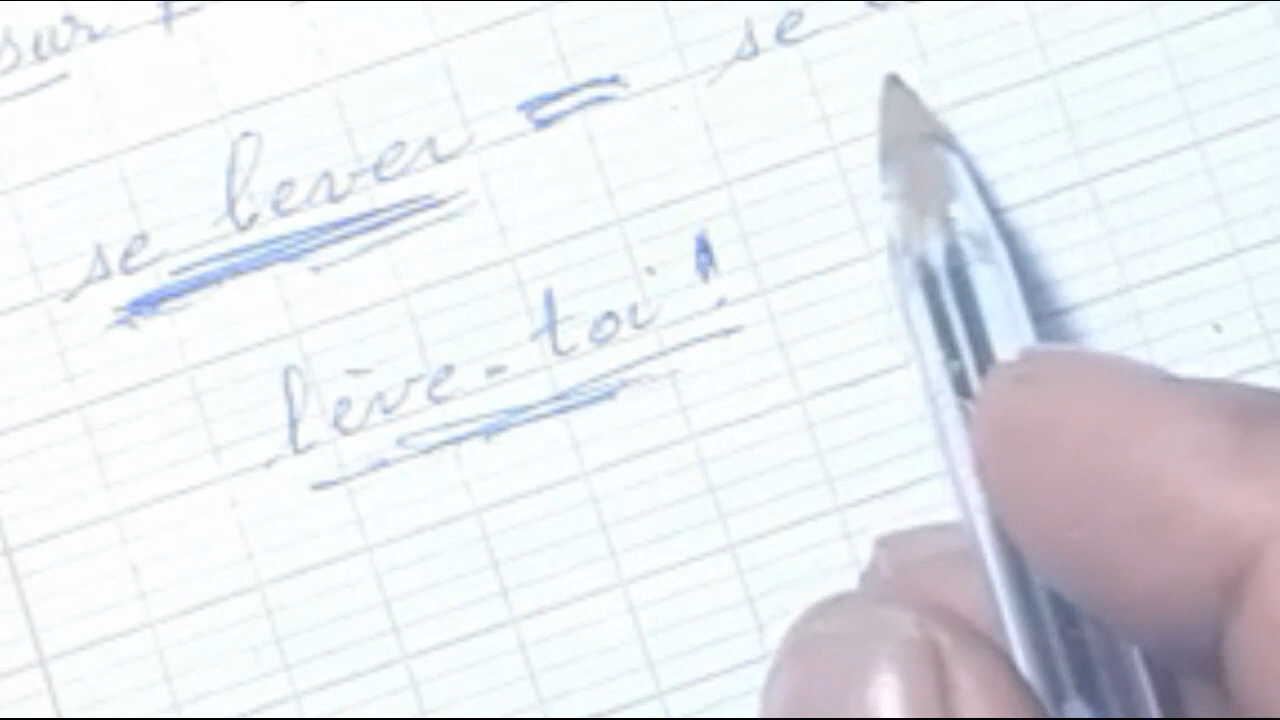 sur
se lever = se
lève-toi !